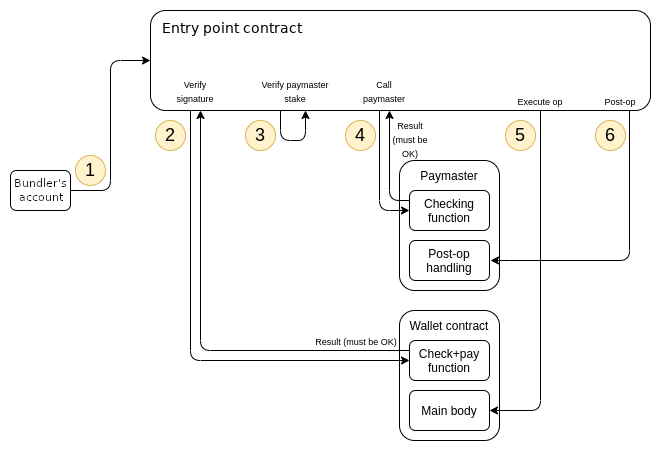 Entry point contract
Verify
signature
Verify paymaster
stake
Call
paymaster
Execute op
Post-op
1
2
3
4
5
6
Result
(must be
OK)
Bundler's
account
Paymaster
Checking
function
Post-op
handling
Wallet contract
Result (must be OK)
Check+pay
function
Main body